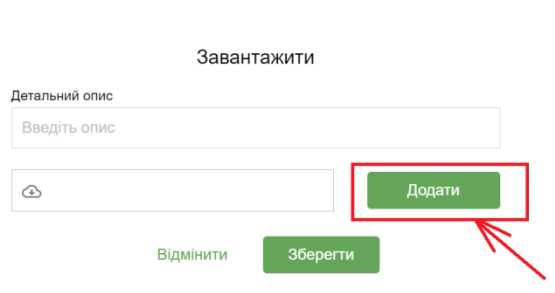 Завантажити
Детальний опис
Введіть опис
Додати
Відмінити Зберегти